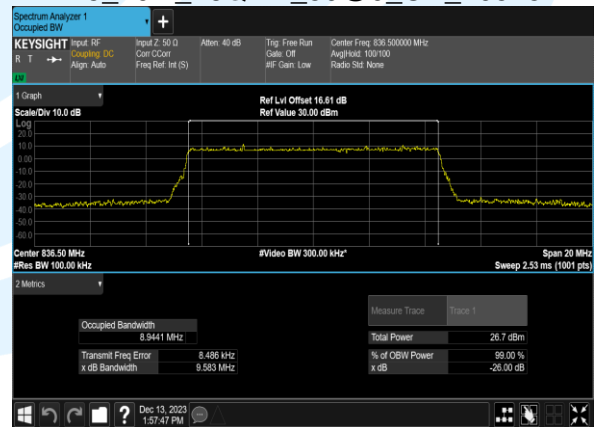 Spectrum Analyzer 1
Occupied BW
+
KEYSIGHT
R T
LW
Input: RF
Coupling: DC
Align: Auto
Input Z: 50 Ω
Corr CCorr
Freq Ref: Int (S)
Atten: 40 dB
Trig: Free Run
Gate: Off
#IF Gain: Low
Center Freq: 836.500000 MHz
Avg|Hold: 100/100
Radio Std: None
1 Graph
Scale/Div 10.0 dB
Ref Lvl Offset 16.61 dB
Ref Value 30.00 dBm
Log
20.0
10.0
0.00
-10.0
-20.0
-30.0
-40.0
-50.0
-60.0
Center 836.50 MHz
#Res BW 100.00 kHz
#Video BW 300.00 kHz*
Span 20 MHz
Sweep 2.53 ms (1001 pts)
2 Metrics
Measure Trace Trace 1
Occupied Bandwidth
8.9441 MHz
Total Power 26.7 dBm
Transmit Freq Error 8.486 kHz
% of OBW Power 99.00 %
x dB Bandwidth 9.583 MHz
x dB -26.00 dB
?
Dec 13, 2023
1:57:47 PM